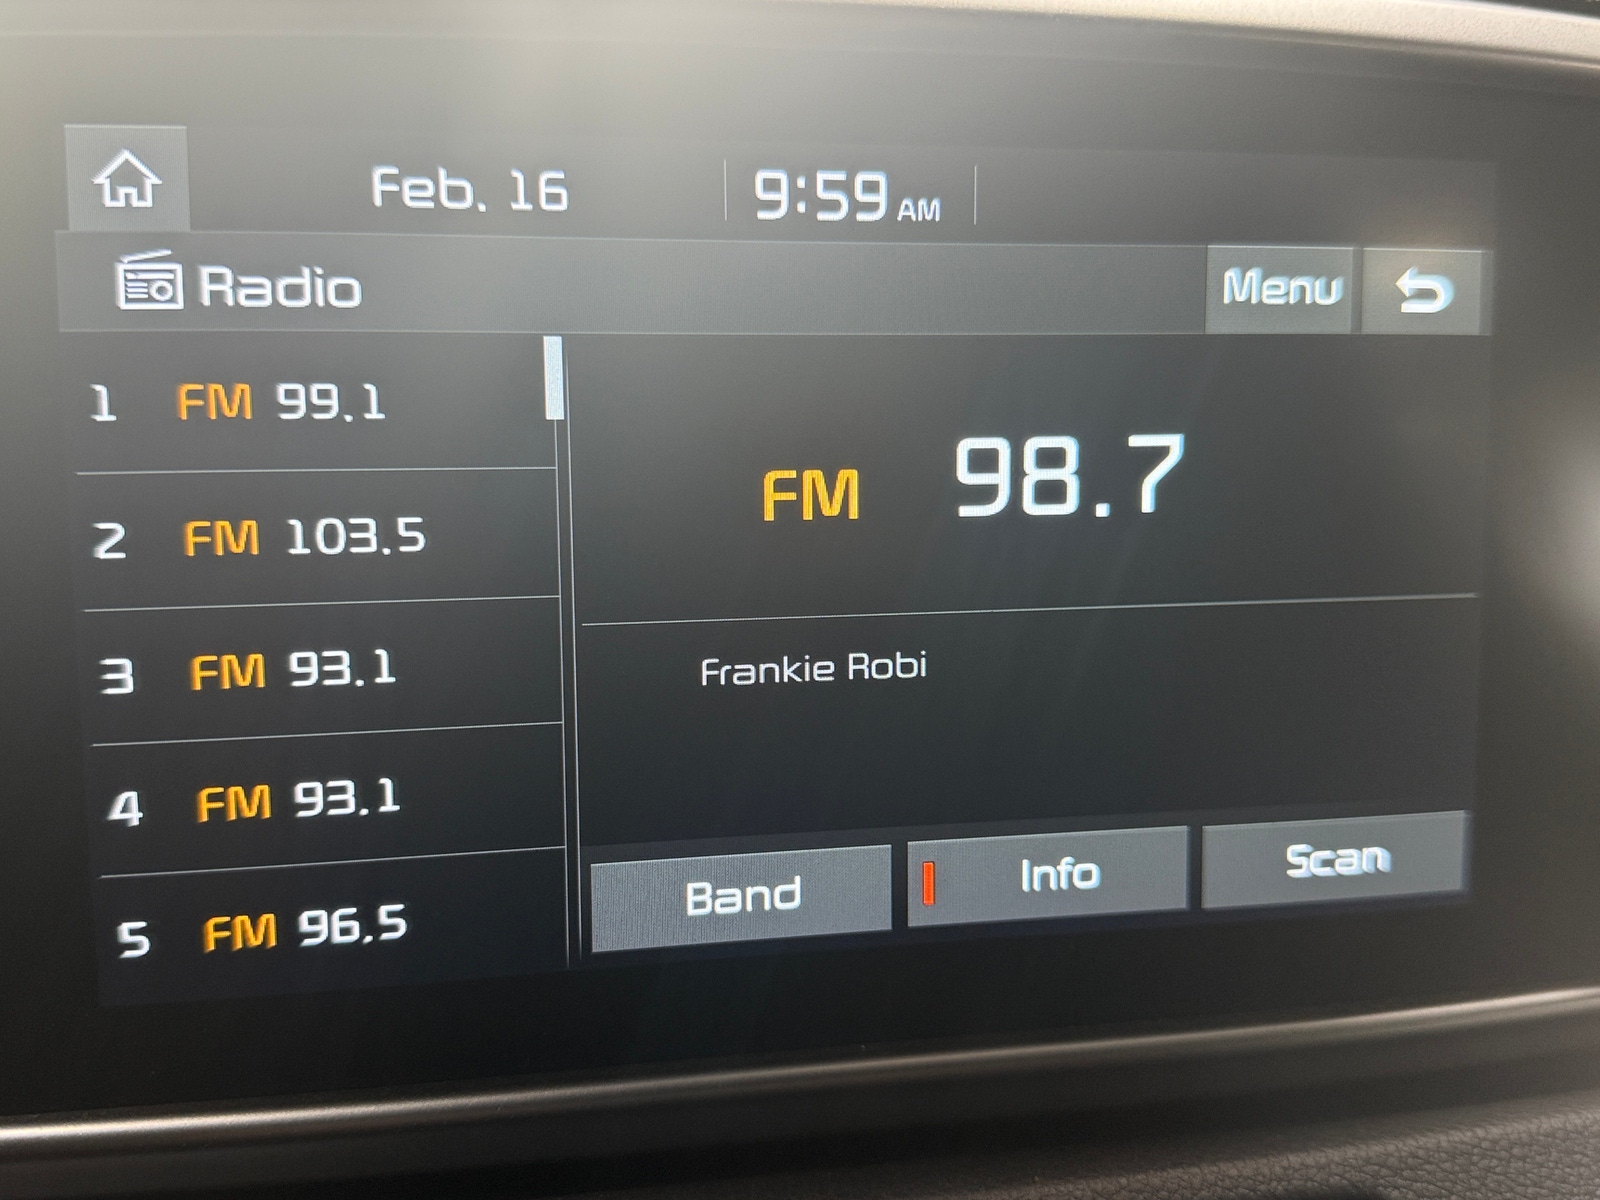 Feb. 16 9:59 AM
Radio Menu
1 FM 99.1
2 FM 103.5
3 FM 93.1
4 FM 93.1
5 FM 96.5
FM 98.7
Frankie Robi
Band Info Scan